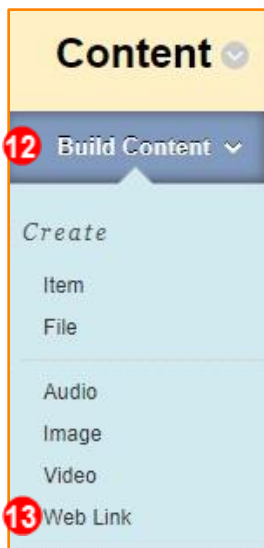 Content
12 Build Content
Create
Item
File
Audio
Image
Video
13 Web Link